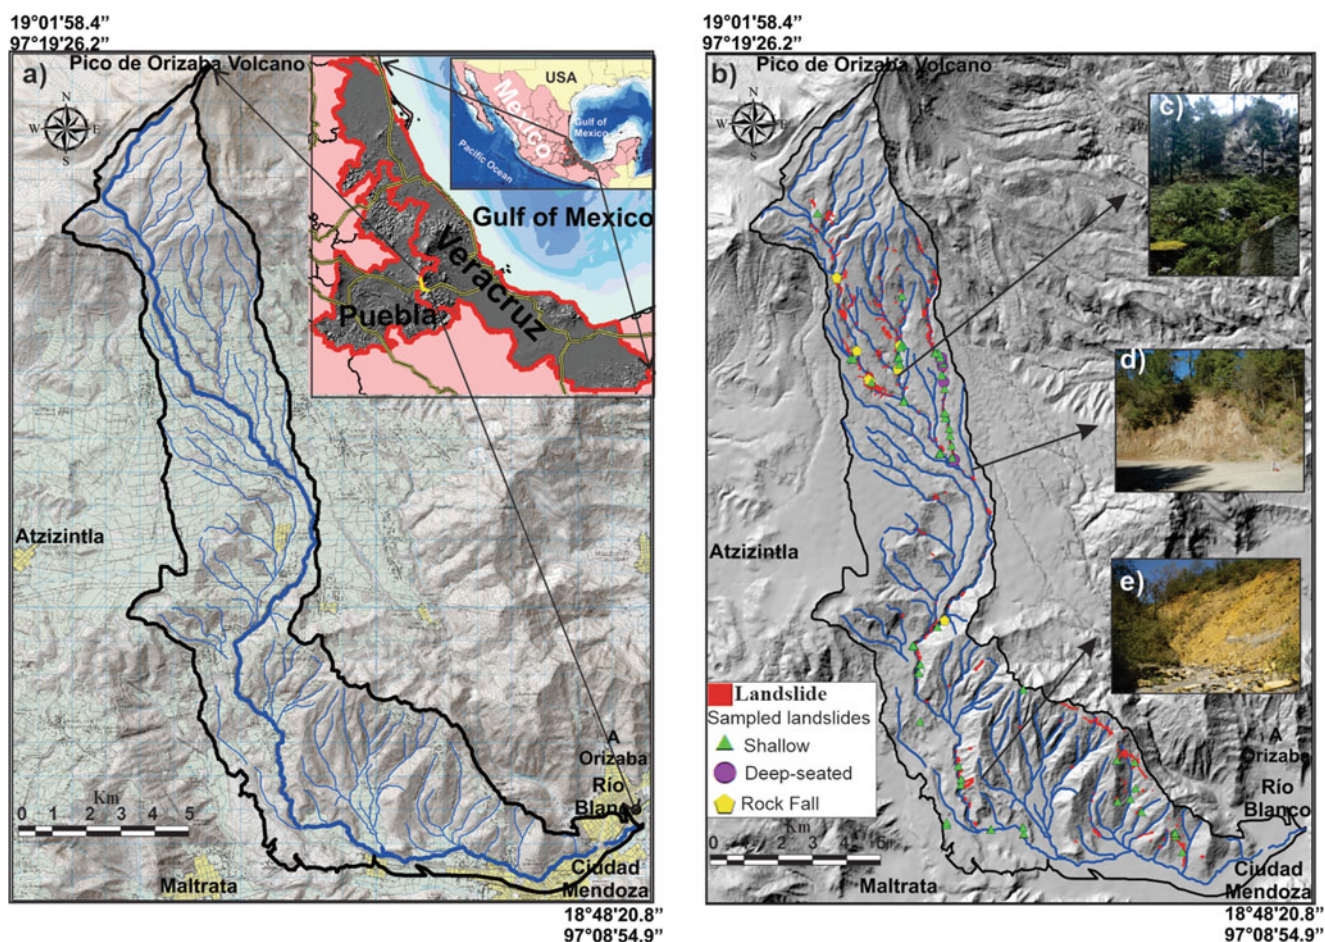 19°01'58.4”
97°19'26.2”
a)
Pico de Orizaba Volcano
N
W
E
S
USA
Mexico
Gulf of
Mexico
Pacific Ocean
Gulf of Mexico
Veracruz
Puebla
Atzizintla
A
Orizaba
Río
Blanco
Km
0 1 2 3 4 5
Maltrata
Ciudad
Mendoza
18°48'20.8”
97°08'54.9”
19°01'58.4”
97°19'26.2”
b)
Pico de Orizaba Volcano
N
W
E
S
c)
d)
e)
Atzizintla
Landslide
Sampled landslides
Shallow
Deep-seated
Rock Fall
Km
0 1 2 3 4 5
A
Orizaba
Río
Blanco
Maltrata
Ciudad
Mendoza
18°48'20.8”
97°08'54.9”